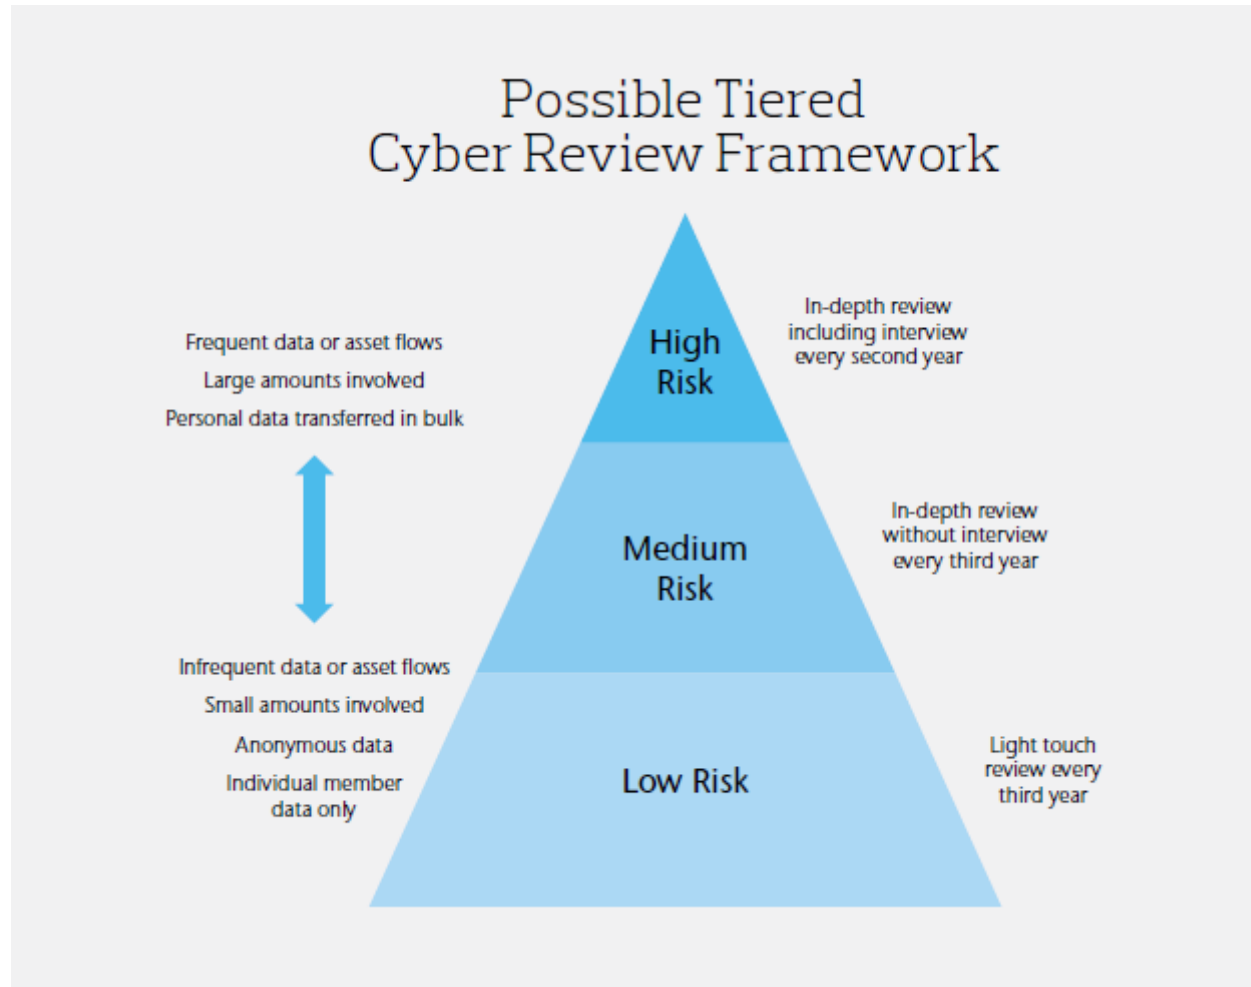 Possible Tiered
Cyber Review Framework
Frequent data or asset flows
Large amounts involved
Personal data transferred in bulk
High
Risk
In-depth review
including interview
every second year
Medium
Risk
In-depth review
without interview
every third year
Infrequent data or asset flows
Small amounts involved
Anonymous data
Individual member
data only
Low Risk
Light touch
review every
third year